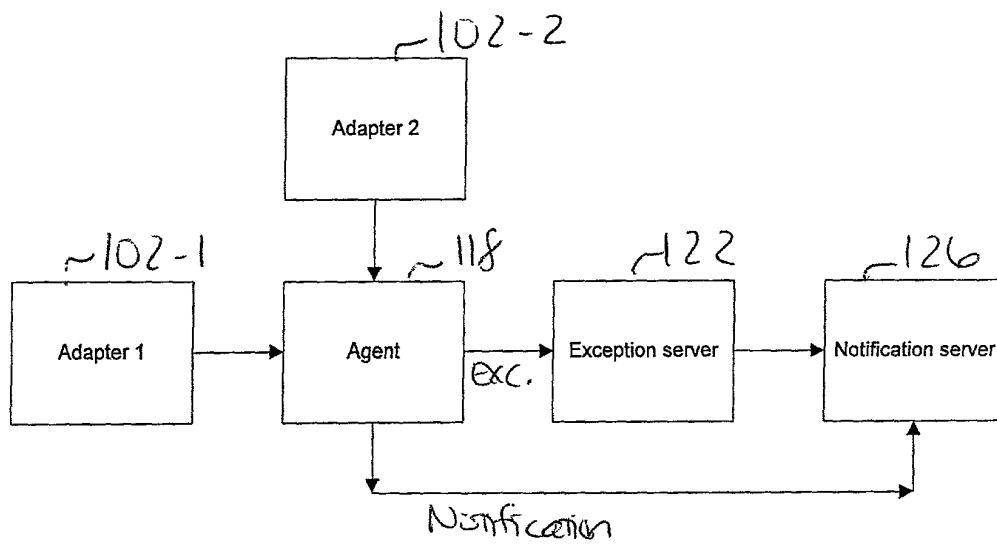 102-2
Adapter 2
102-1
118
122
126
Adapter 1
Agent
exc.
Exception server
Notification server
Notification